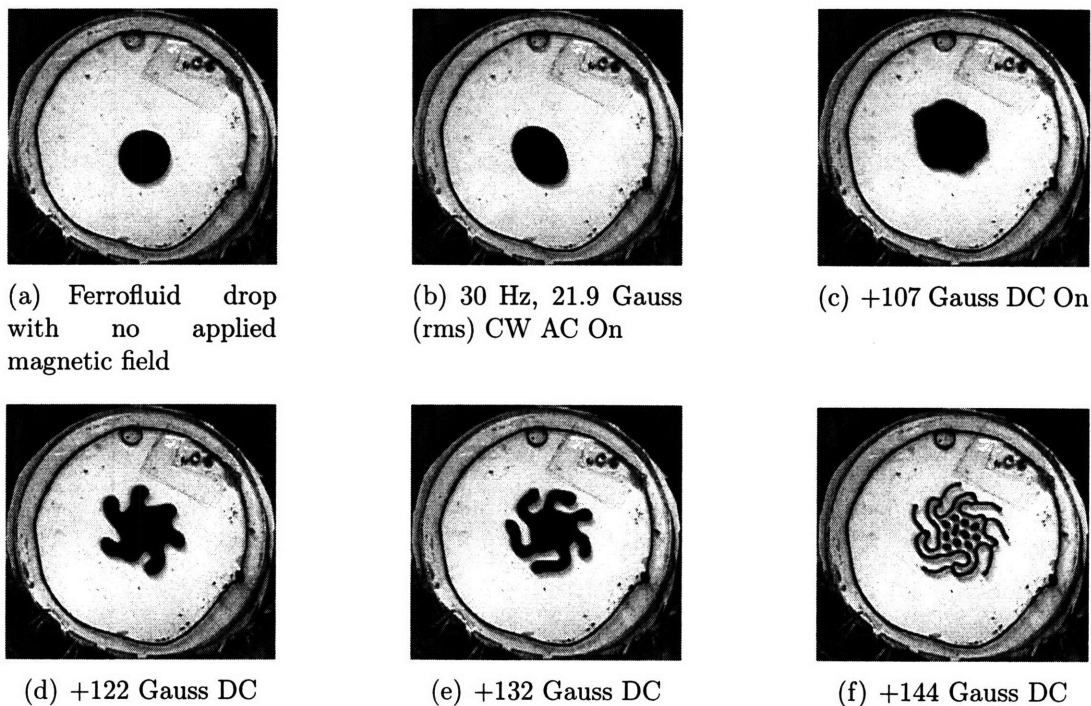 (a) Ferrofluid drop
with no applied
magnetic field
(b) 30 Hz, 21.9 Gauss
(rms) CW AC On
(c) +107 Gauss DC On
(d) +122 Gauss DC
(e) +132 Gauss DC
(f) +144 Gauss DC